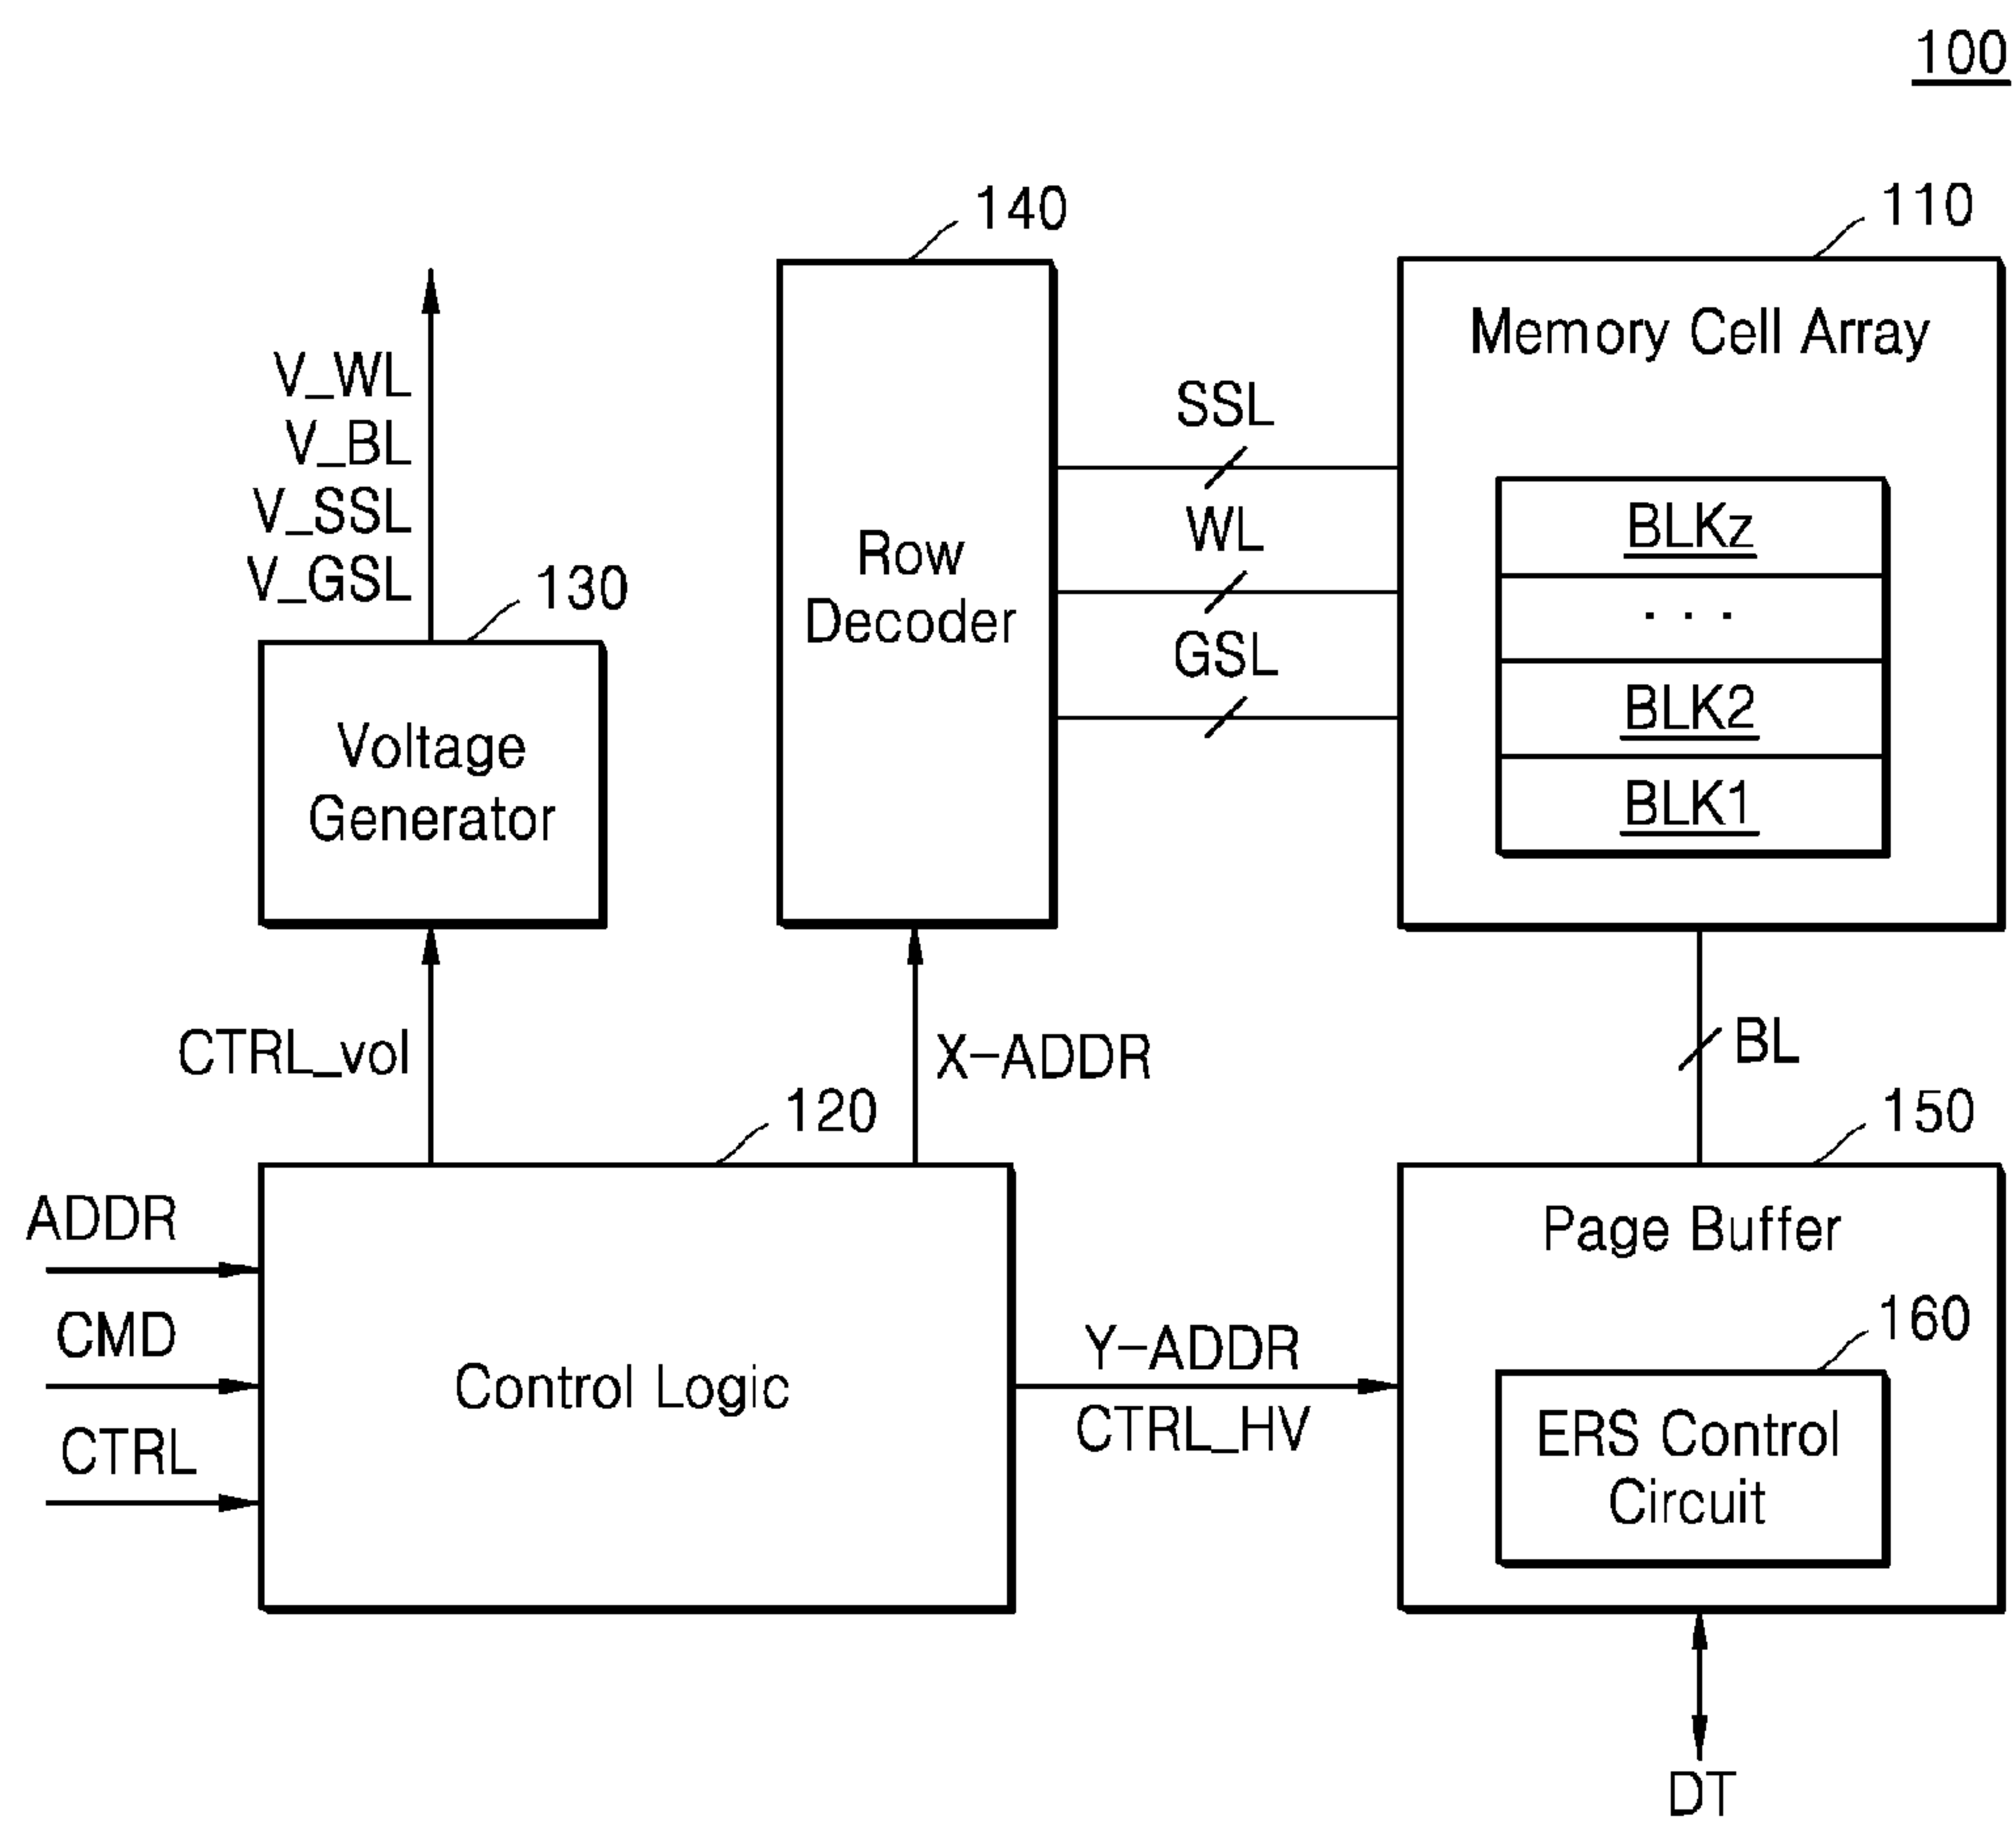 100
140
110
Memory Cell Array
V_WL
V_BL
V_SSL
V_GSL
SSL
WL
GSL
Row
Decoder
BLKz
. . .
BLK2
BLK1
130
Voltage
Generator
CTRL_vol
X-ADDR
BL
120
150
ADDR
CMD
CTRL
Control Logic
Y-ADDR
CTRL_HV
Page Buffer
160
ERS Control
Circuit
DT